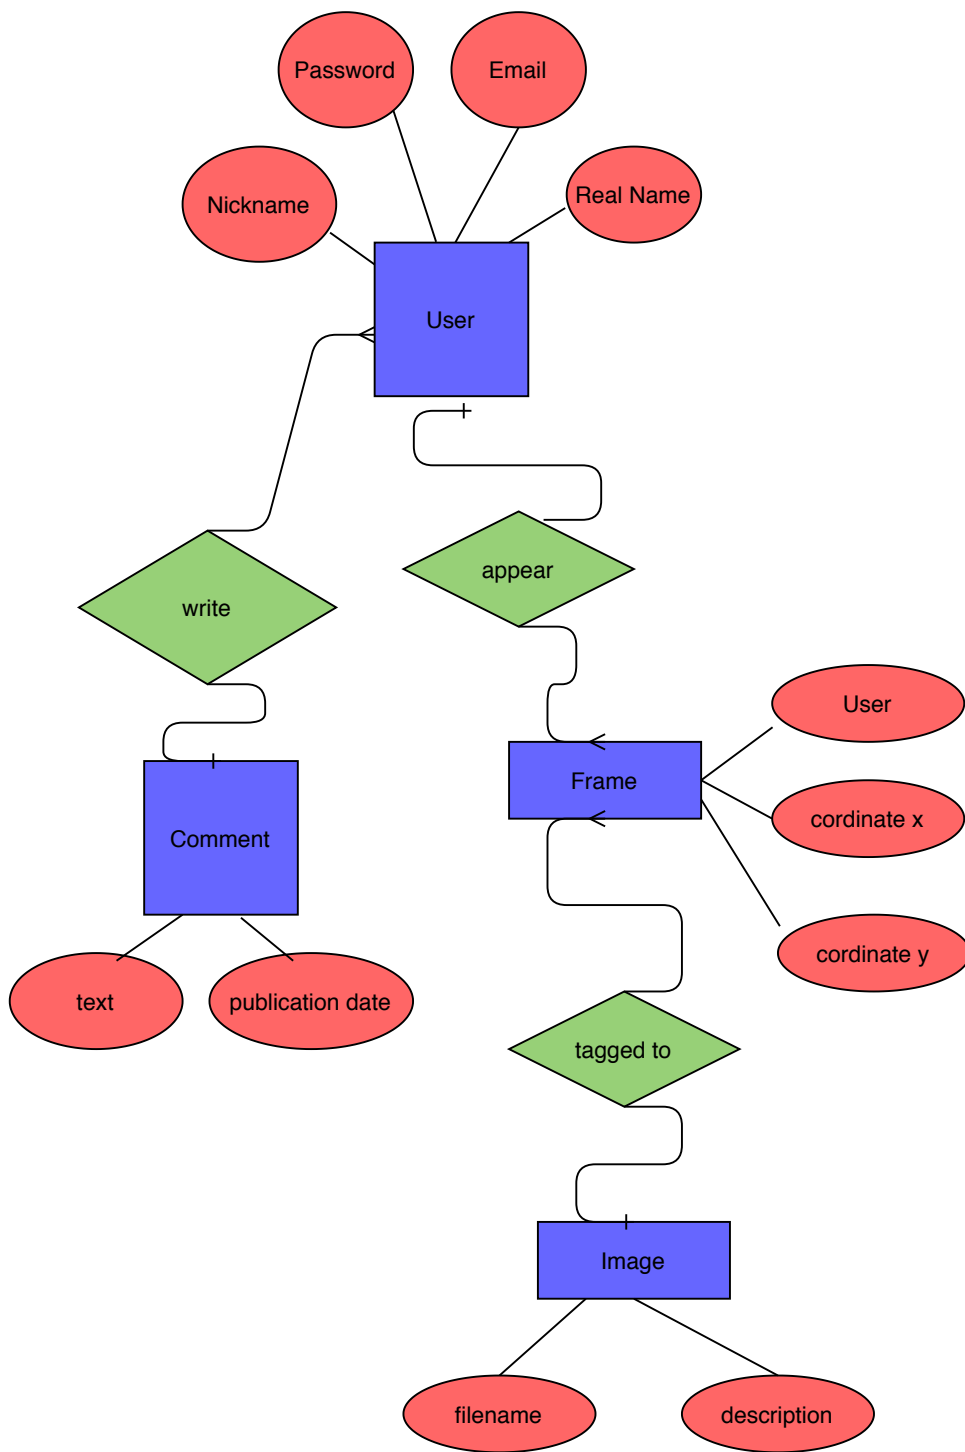 Password
Email
Nickname
Real Name
User
appear
write
User
Frame
cordinate x
Comment
cordinate y
text
publication date
tagged to
Image
filename
description